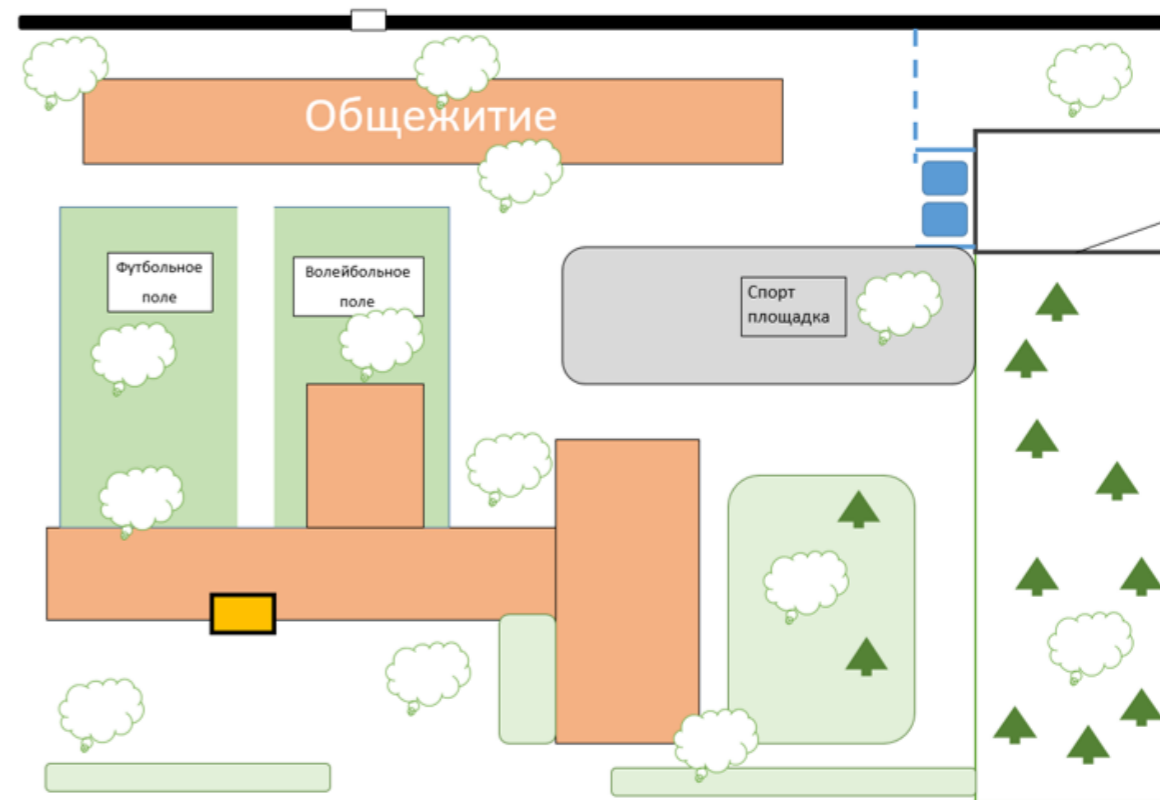 Общежитие
Футбольное
поле
Волейбольное
поле
Спорт
площадка